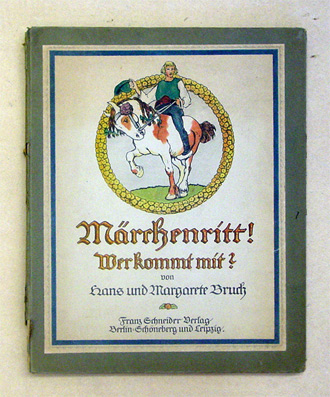 Märchenritt!
Wer kommt mit?
von
Hans und Margarete Bruch
Franz Schneider Verlag
Berlin-Schöneberg und Leipzig.